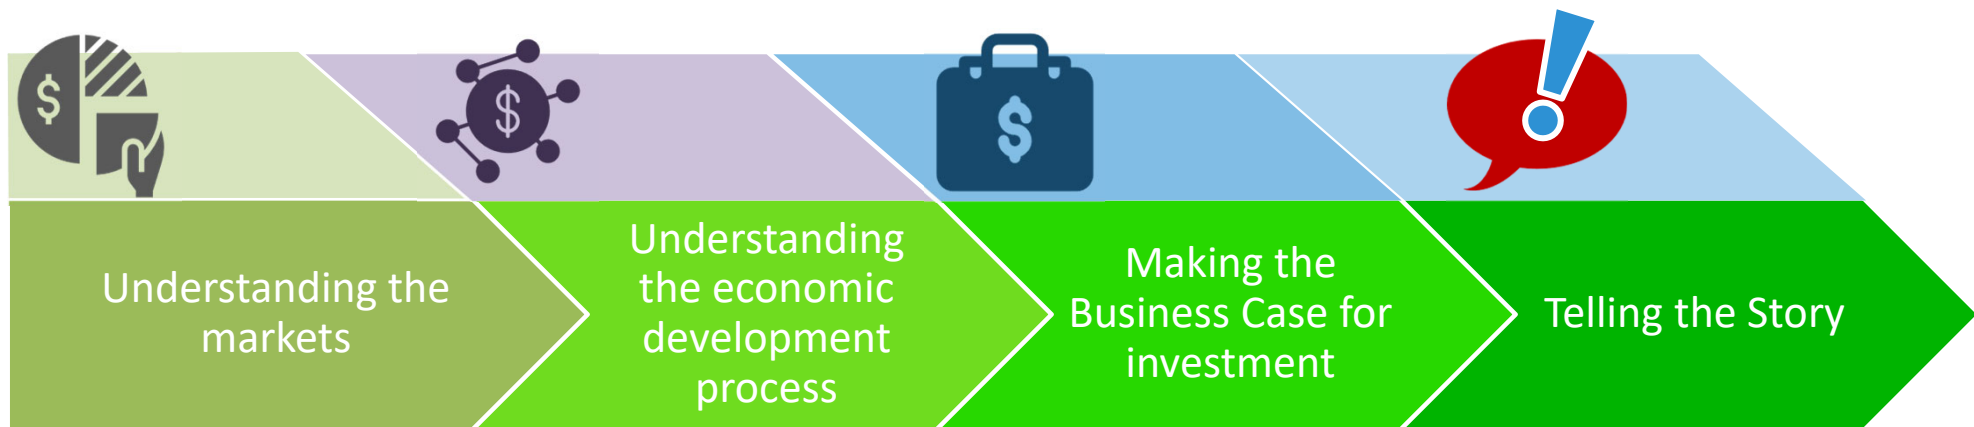 $
$
$
Understanding the
markets
Understanding
the economic
development
process
Making the
Business Case for
investment
Telling the Story